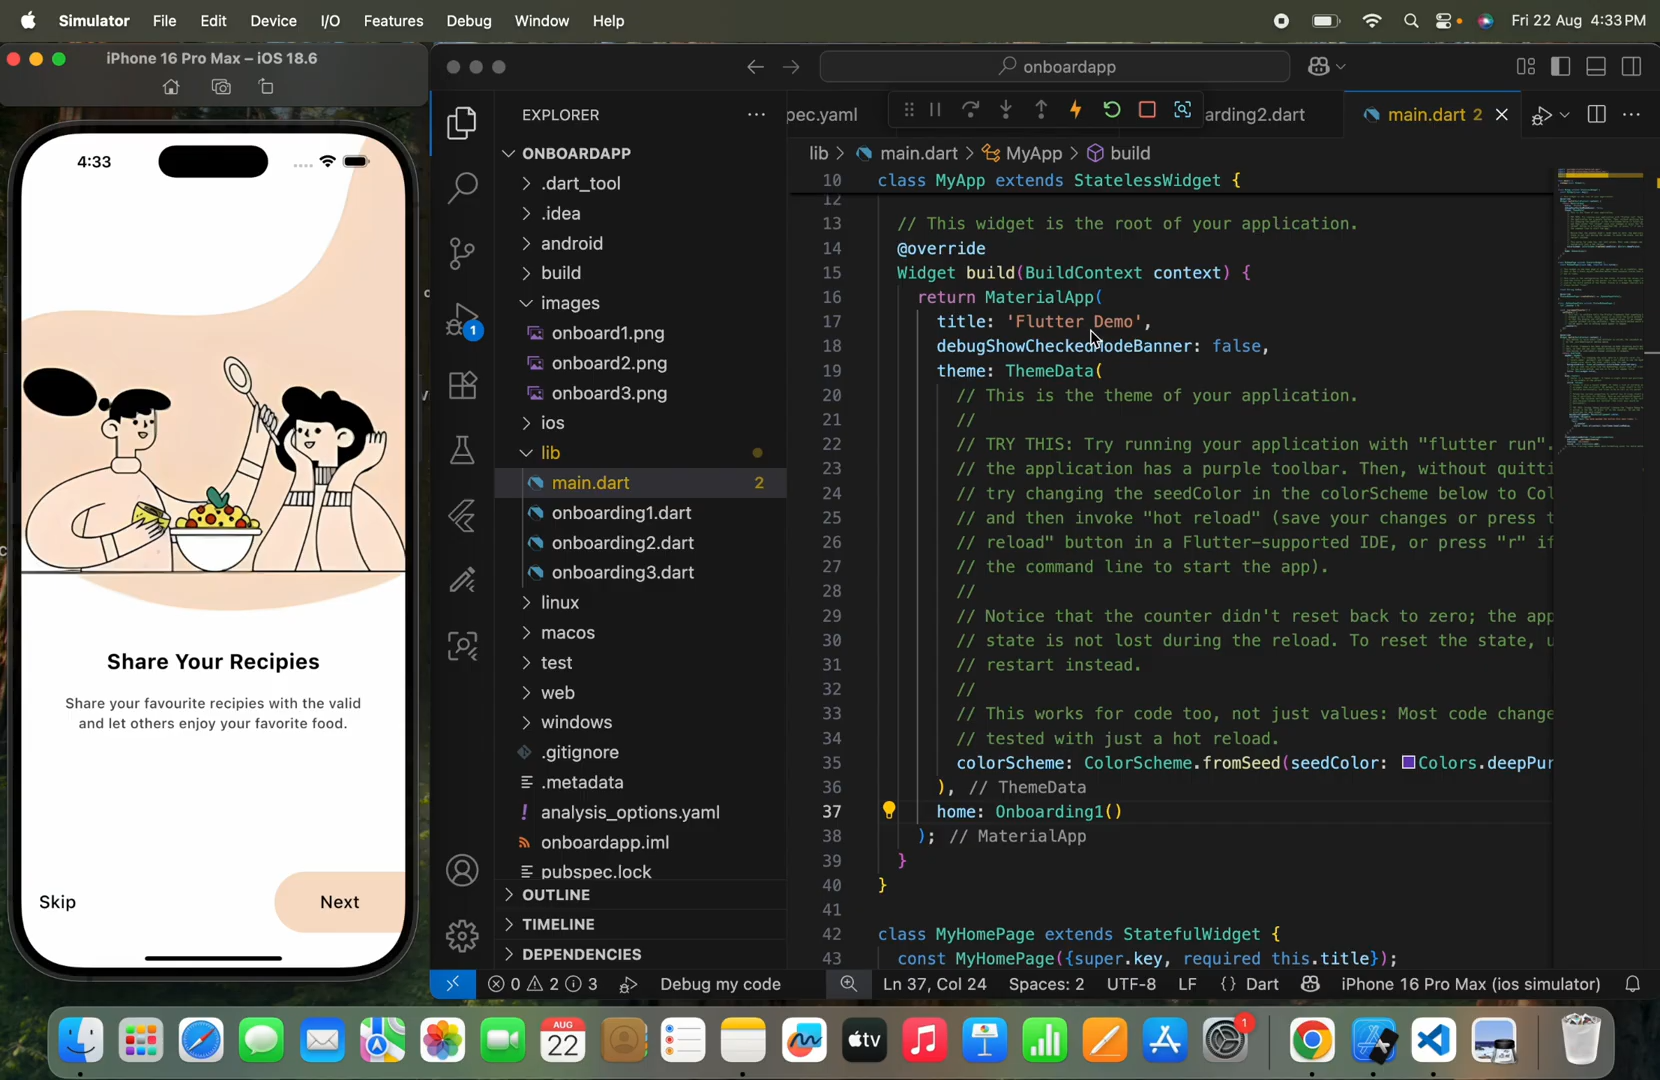 Simulator File Edit Device I/O Features Debug Window Help
Fri 22 Aug 4:33 PM
iPhone 16 Pro Max – iOS 18.6
4:33
Share Your Recipies
Share your favourite recipies with the valid
and let others enjoy your favorite food.
Skip
Next
onboardapp
EXPLORER
ONBOARDAPP
.dart_tool
.idea
android
build
images
onboard1.png
onboard2.png
onboard3.png
ios
lib
main.dart 2
onboarding1.dart
onboarding2.dart
onboarding3.dart
linux
macos
test
web
windows
.gitignore
.metadata
analysis_options.yaml
onboardapp.iml
pubspec.lock
OUTLINE
TIMELINE
DEPENDENCIES
1
pec.yaml
arding2.dart
main.dart 2
lib > main.dart > MyApp > build
10 class MyApp extends StatelessWidget {
12
13 // This widget is the root of your application.
14 @override
15 Widget build(BuildContext context) {
16 return MaterialApp(
17 title: 'Flutter Demo',
18 debugShowCheckedModeBanner: false,
19 theme: ThemeData(
20 // This is the theme of your application.
21 //
22 // TRY THIS: Try running your application with "flutter run".
23 // the application has a purple toolbar. Then, without quitti
24 // try changing the seedColor in the colorScheme below to Col
25 // and then invoke "hot reload" (save your changes or press t
26 // reload" button in a Flutter-supported IDE, or press "r" if
27 // the command line to start the app).
28 //
29 // Notice that the counter didn't reset back to zero; the app
30 // state is not lost during the reload. To reset the state, u
31 // restart instead.
32 //
33 // This works for code too, not just values: Most code change
34 // tested with just a hot reload.
35 colorScheme: ColorScheme.fromSeed(seedColor: Colors.deepPur
36 ), // ThemeData
37 home: Onboarding1()
38 ); // MaterialApp
39 }
40 }
41
42 class MyHomePage extends StatefulWidget {
43 const MyHomePage({super.key, required this.title});
0 2 3 Debug my code Ln 37, Col 24 Spaces: 2 UTF-8 LF {} Dart iPhone 16 Pro Max (ios simulator)
AUG
22
tv
1